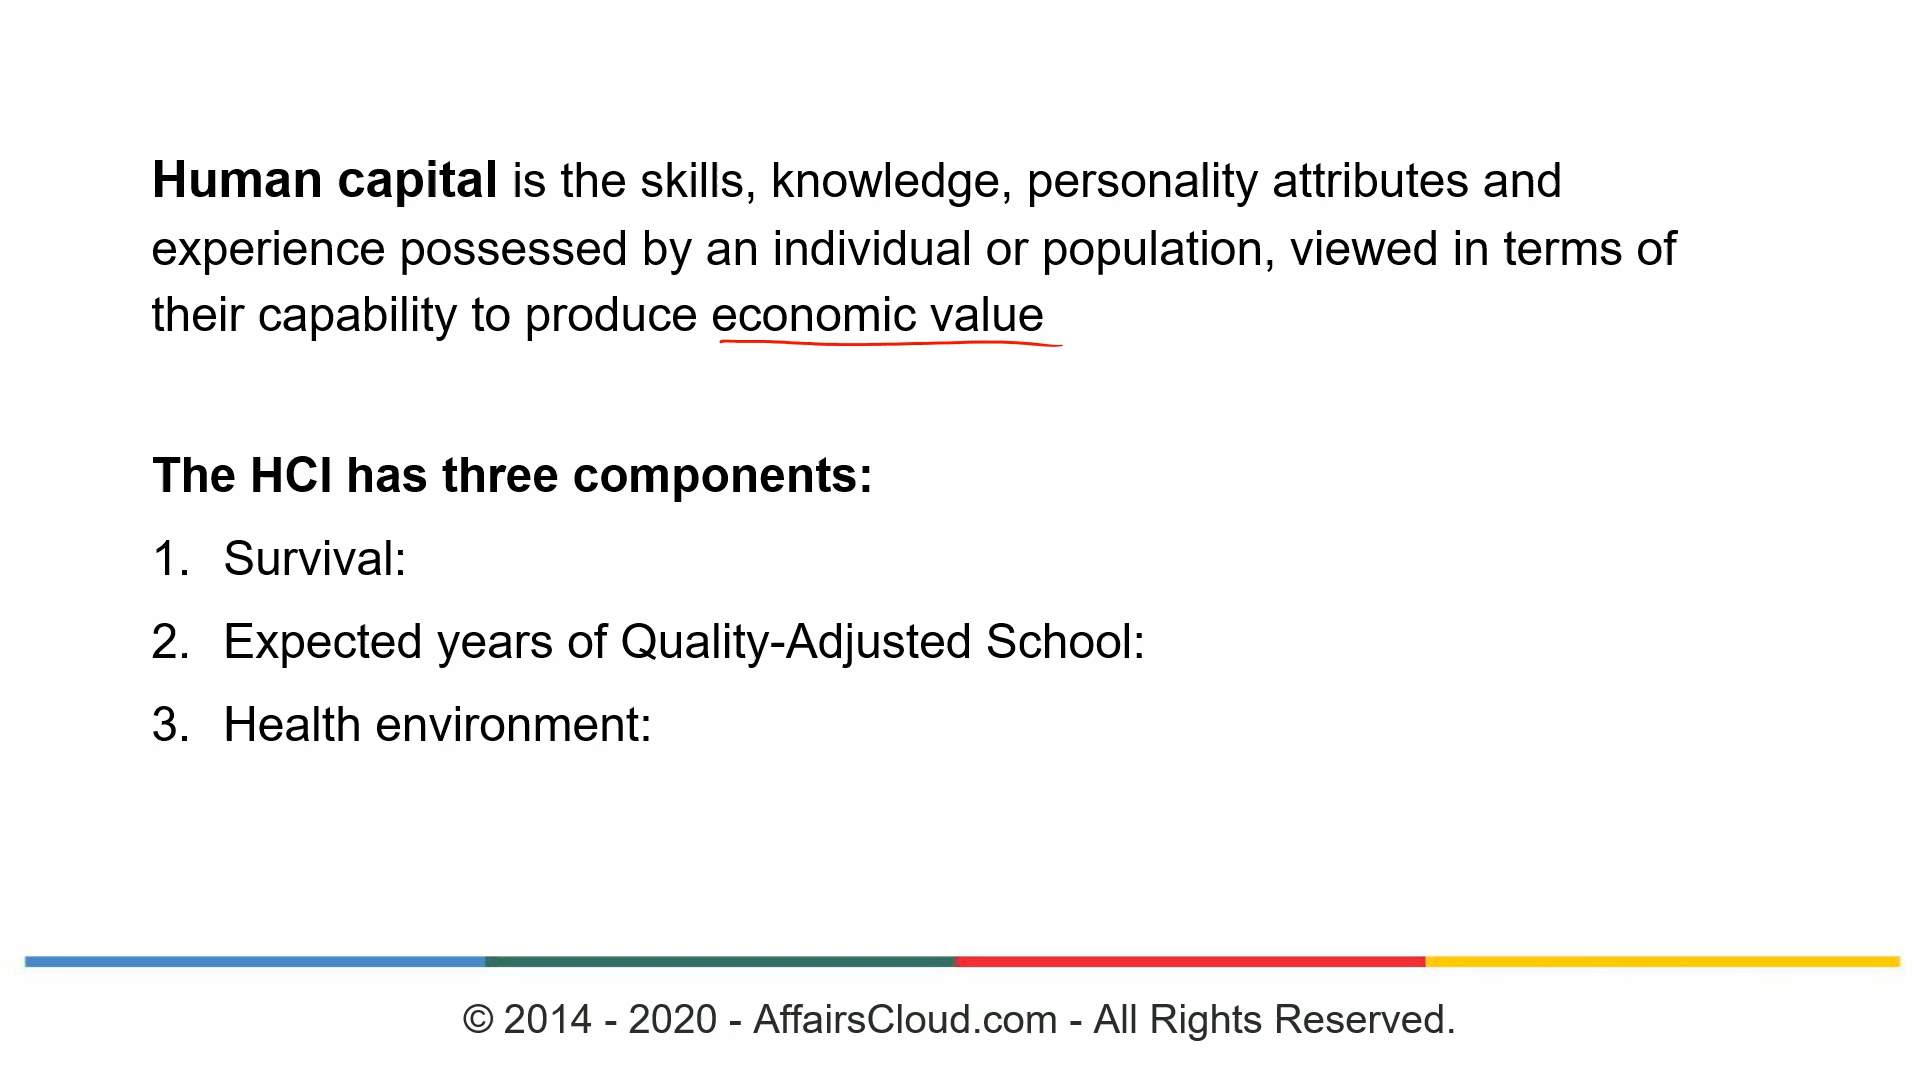 Human capital is the skills, knowledge, personality attributes and
experience possessed by an individual or population, viewed in terms of
their capability to produce economic value
The HCI has three components:
1. Survival:
2. Expected years of Quality-Adjusted School:
3. Health environment:
© 2014 - 2020 - AffairsCloud.com - All Rights Reserved.